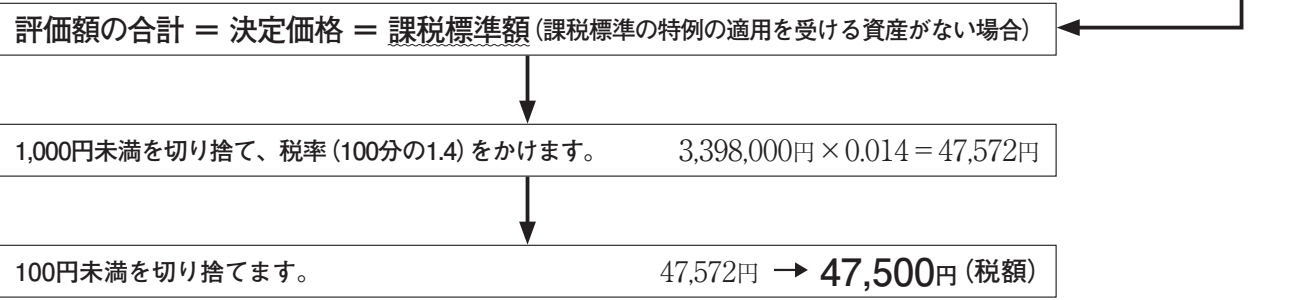 評価額の合計 = 決定価格 = 課税標準額(課税標準の特例の適用を受ける資産がない場合)
1,000円未満を切り捨て、税率(100分の1.4)をかけます。 3,398,000円×0.014=47,572円
100円未満を切り捨てます。 47,572円 → 47,500円(税額)